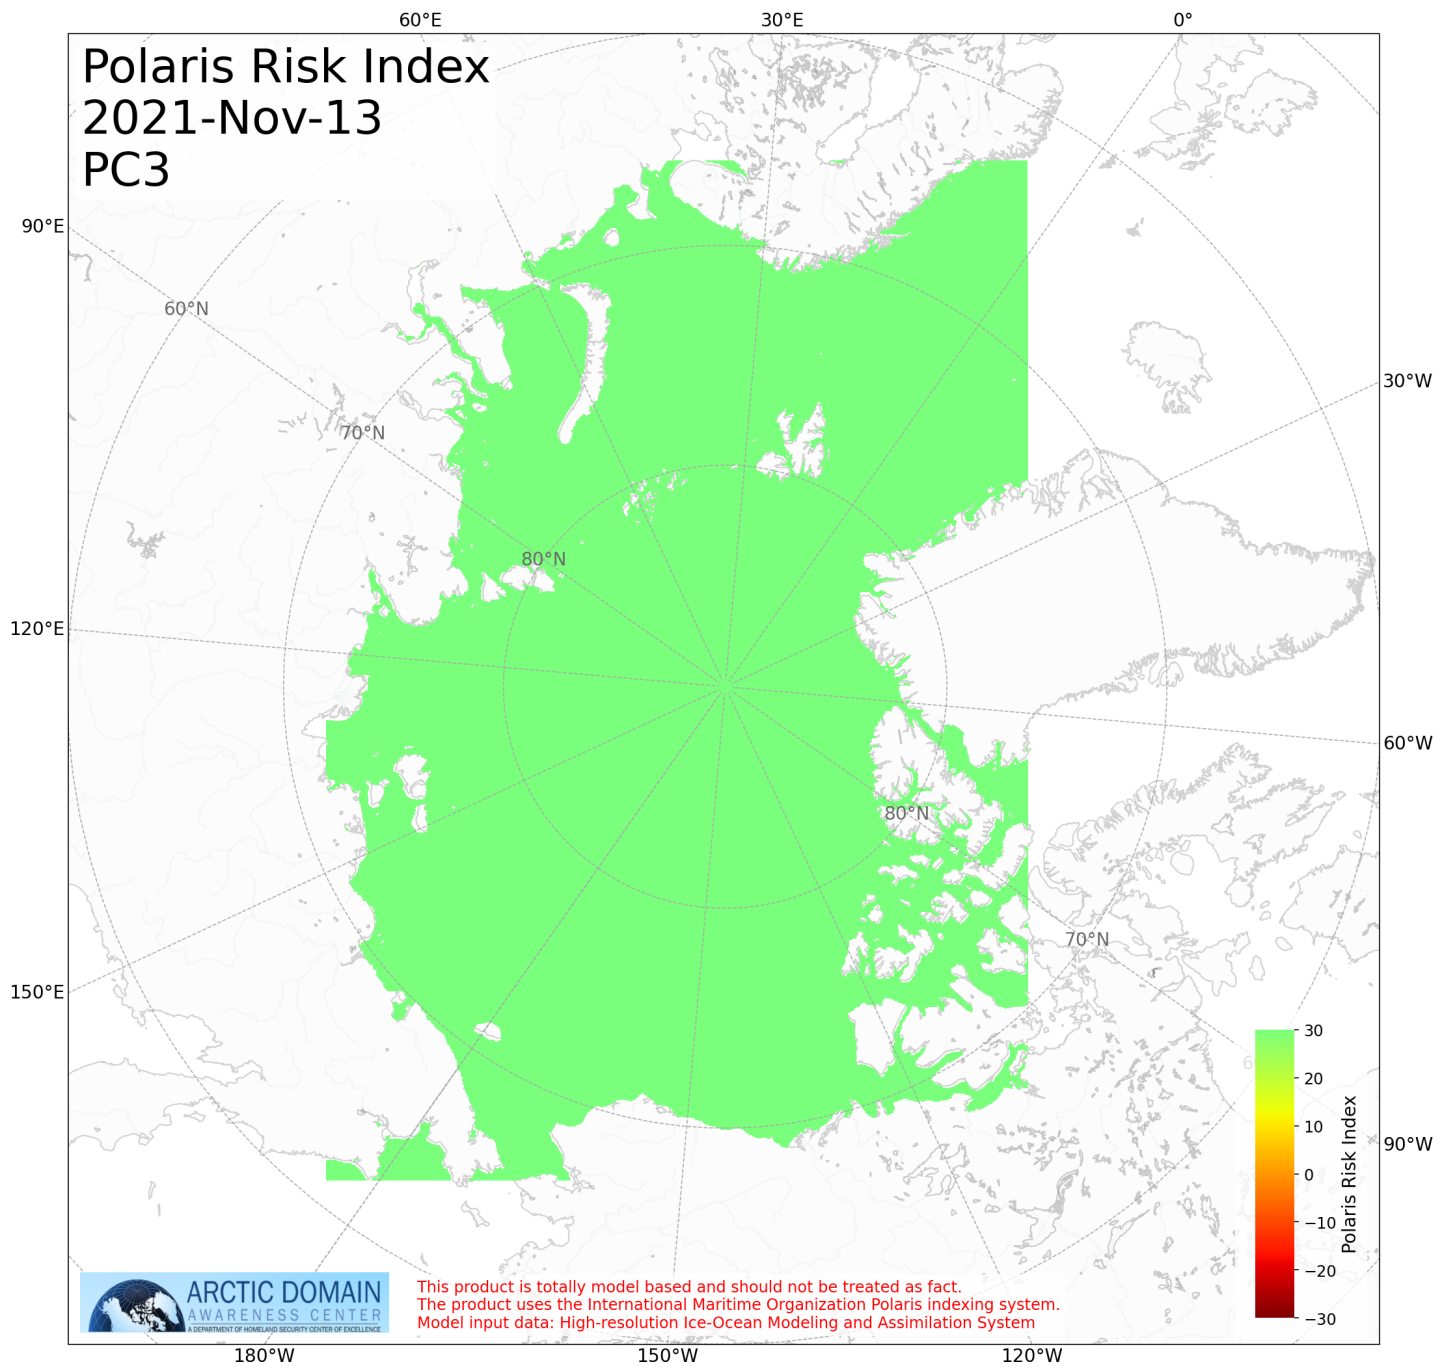 60°E 30°E 0°
Polaris Risk Index
2021-Nov-13
PC3
90°E
60°N
30°W
70°N
80°N
120°E
60°W
80°N
70°N
150°E
30
20
10
0
−10
−20
−30
Polaris Risk Index
90°W
ARCTIC DOMAIN
AWARENESS CENTER
A DEPARTMENT OF HOMELAND SECURITY CENTER OF EXCELLENCE
This product is totally model based and should not be treated as fact.
The product uses the International Maritime Organization Polaris indexing system.
Model input data: High-resolution Ice-Ocean Modeling and Assimilation System
180°W 150°W 120°W